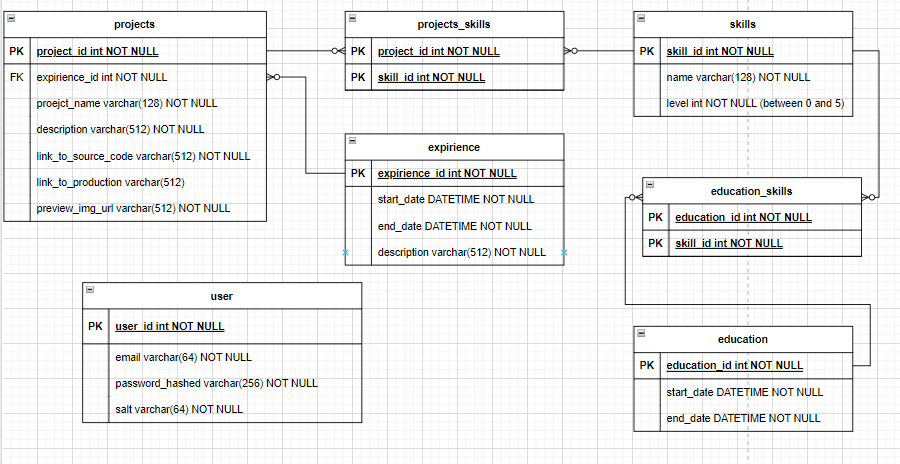 projects
PK project_id int NOT NULL
FK expirience_id int NOT NULL
proejct_name varchar(128) NOT NULL
description varchar(512) NOT NULL
link_to_source_code varchar(512) NOT NULL
link_to_production varchar(512)
preview_img_url varchar(512) NOT NULL
projects_skills
PK project_id int NOT NULL
PK skill_id int NOT NULL
skills
PK skill_id int NOT NULL
name varchar(128) NOT NULL
level int NOT NULL (between 0 and 5)
expirience
PK expirience_id int NOT NULL
start_date DATETIME NOT NULL
end_date DATETIME NOT NULL
description varchar(512) NOT NULL
education_skills
PK education_id int NOT NULL
PK skill_id int NOT NULL
user
PK user_id int NOT NULL
email varchar(64) NOT NULL
password_hashed varchar(256) NOT NULL
salt varchar(64) NOT NULL
education
PK education_id int NOT NULL
start_date DATETIME NOT NULL
end_date DATETIME NOT NULL